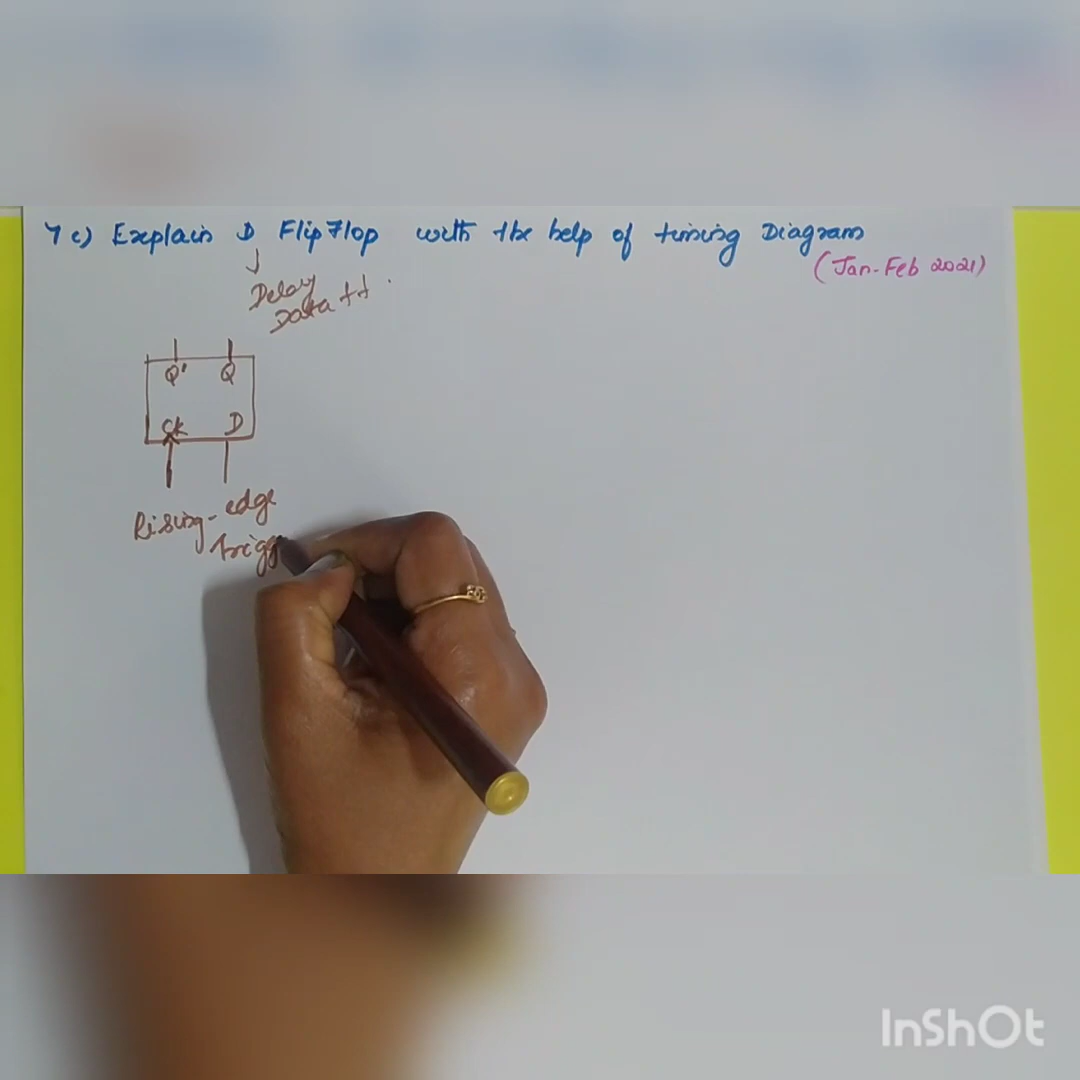 7 c) Explain D Flip Flop with the help of timing Diagram
(Jan-Feb 2021)
↓
Delay
Data ff.
Q' Q
CK D
Rising-edge
trigg
InShOt